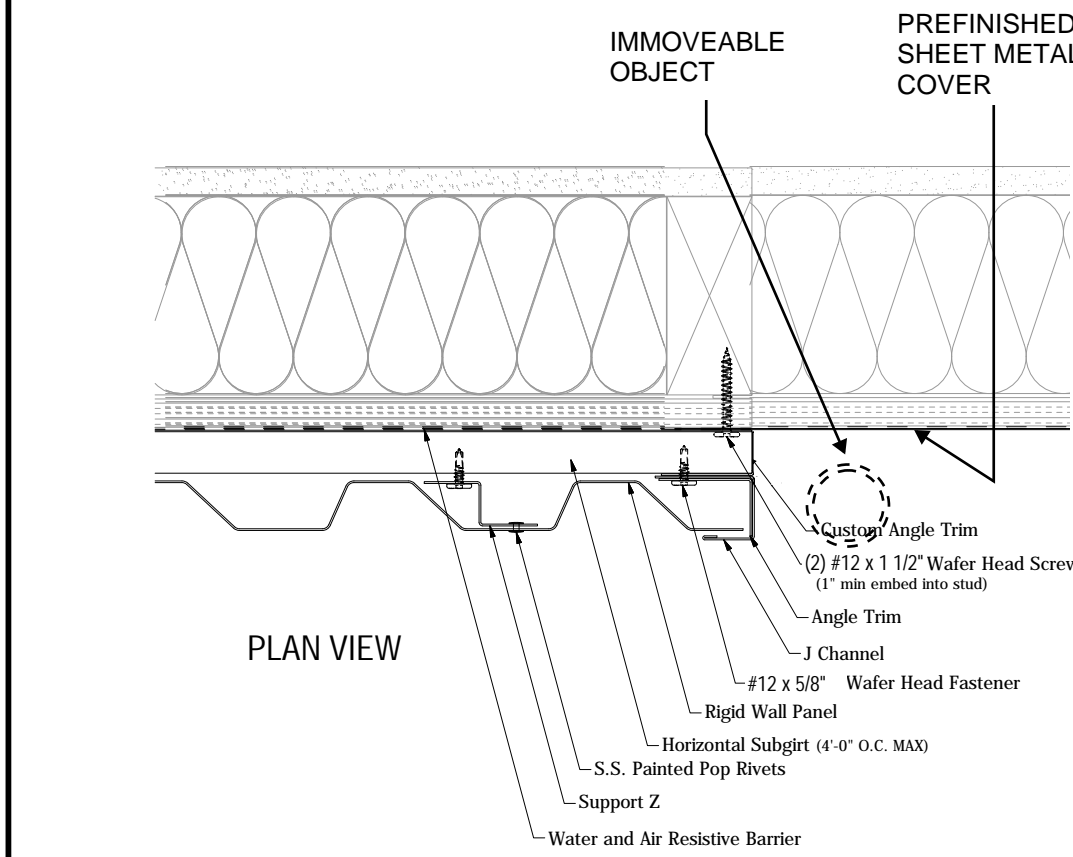 IMMOVEABLE
OBJECT
PREFINISHED
SHEET METAL
COVER
Custom Angle Trim
(2) #12 x 1 1/2" Wafer Head Screw
(1" min embed into stud)
Angle Trim
J Channel
#12 x 5/8" Wafer Head Fastener
Rigid Wall Panel
Horizontal Subgirt (4'-0" O.C. MAX)
S.S. Painted Pop Rivets
Support Z
Water and Air Resistive Barrier
PLAN VIEW